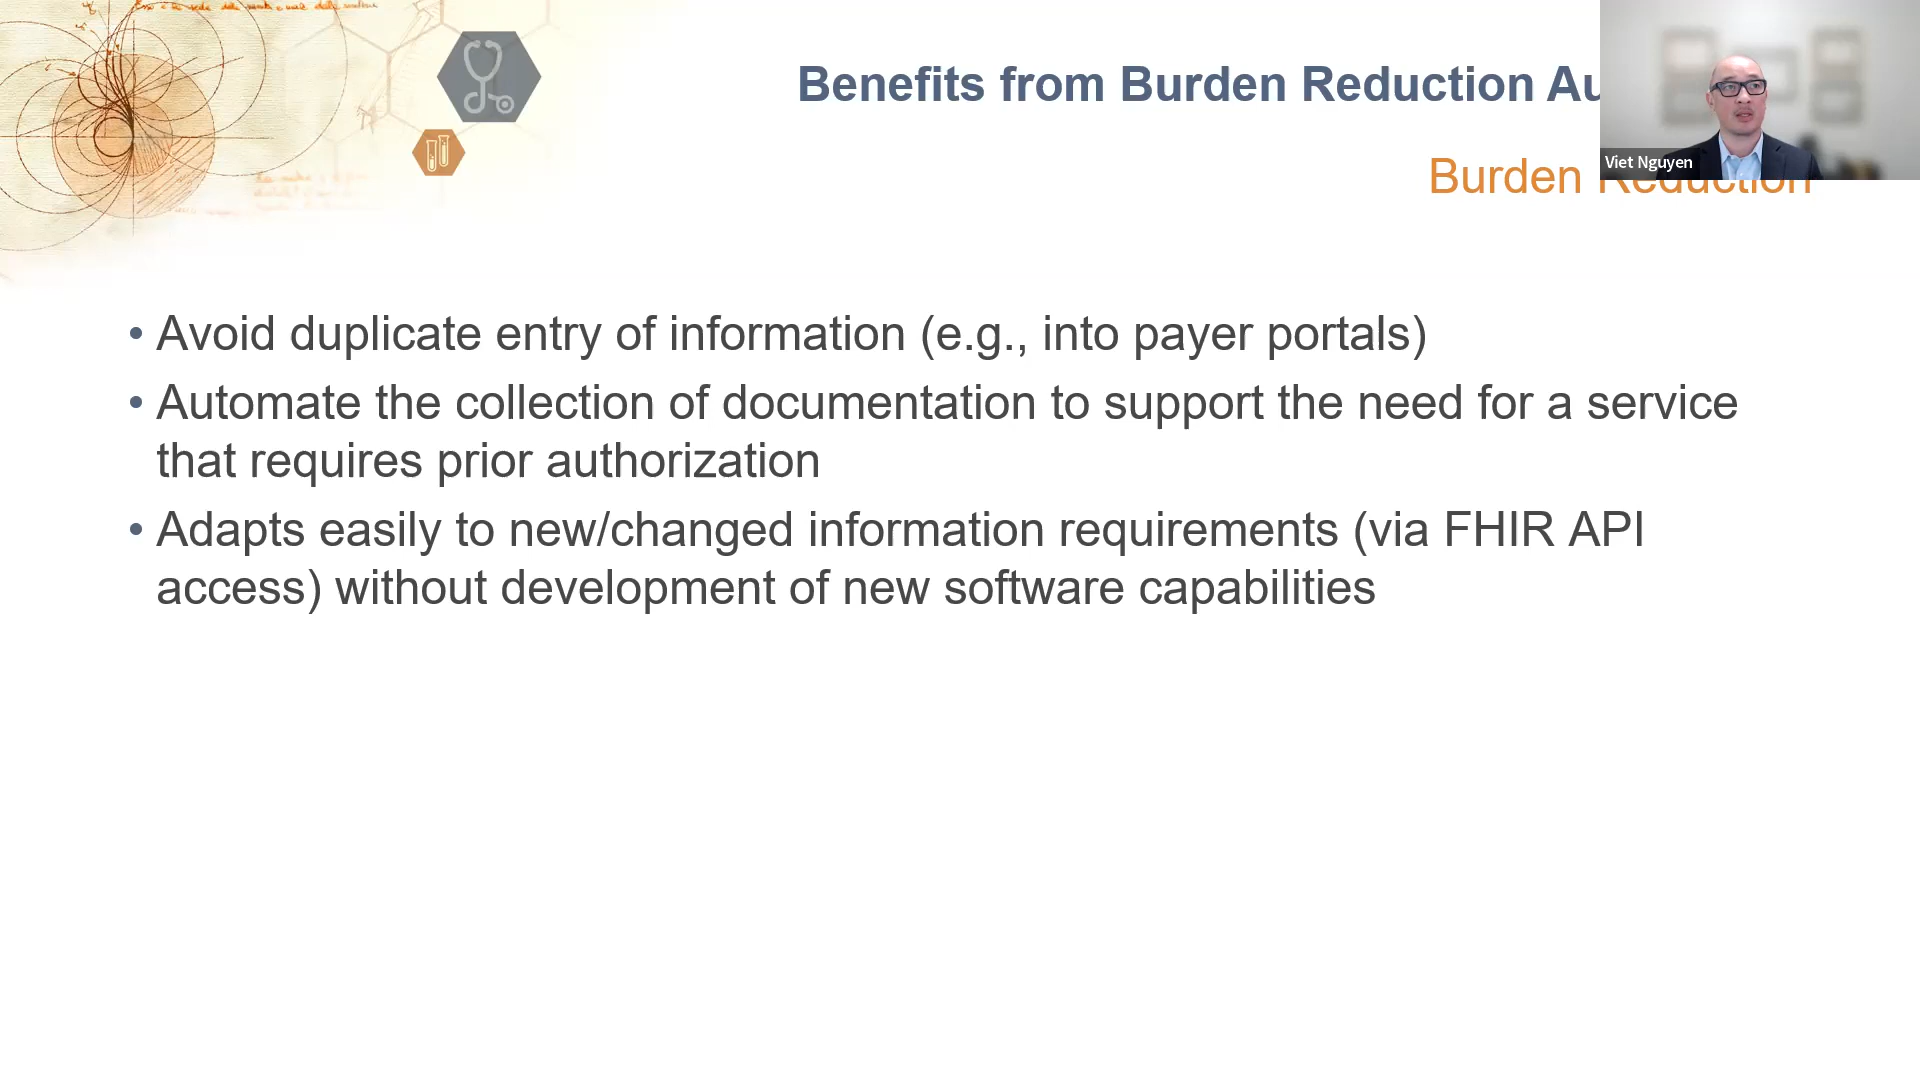 Benefits from Burden Reduction Au
Burden Reduction
Viet Nguyen
• Avoid duplicate entry of information (e.g., into payer portals)
• Automate the collection of documentation to support the need for a service
that requires prior authorization
• Adapts easily to new/changed information requirements (via FHIR API
access) without development of new software capabilities